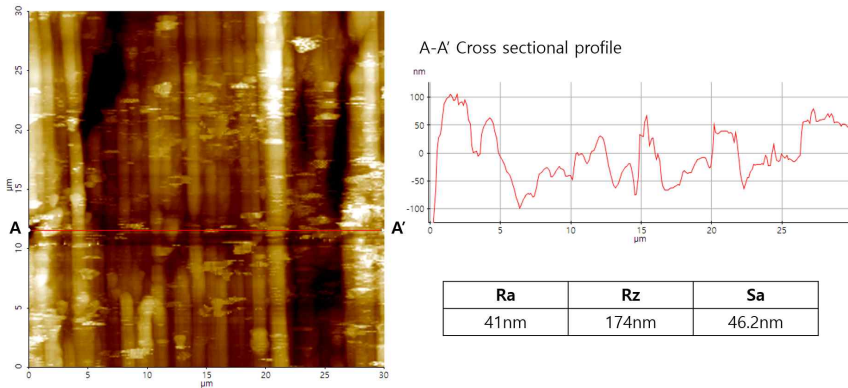 30
25
20
15
10
5
0
μm
0 5 10 15 20 25 30
μm
A A’
A-A’ Cross sectional profile
nm
100
50
0
-50
-100
0 5 10 15 20 25
μm
Ra Rz Sa
41nm 174nm 46.2nm